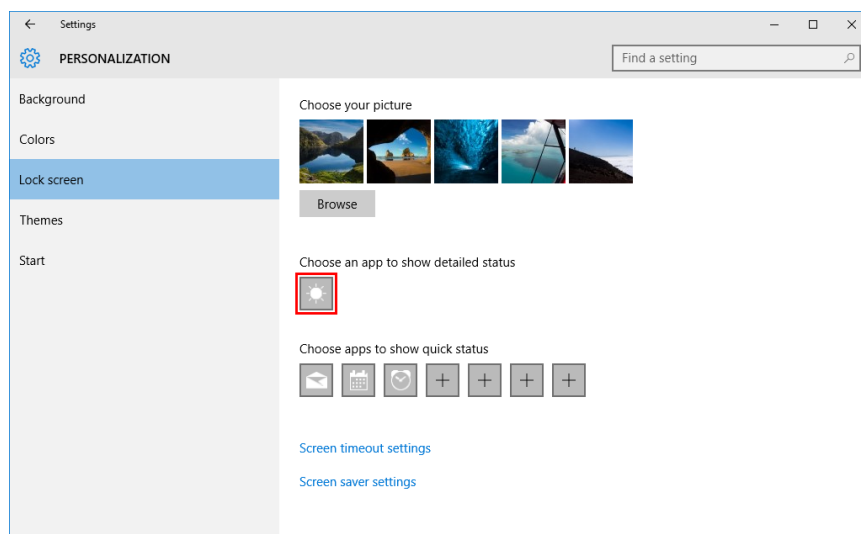 Settings
PERSONALIZATION
Find a setting
Background
Colors
Lock screen
Themes
Start
Choose your picture
Browse
Choose an app to show detailed status
Choose apps to show quick status
Screen timeout settings
Screen saver settings